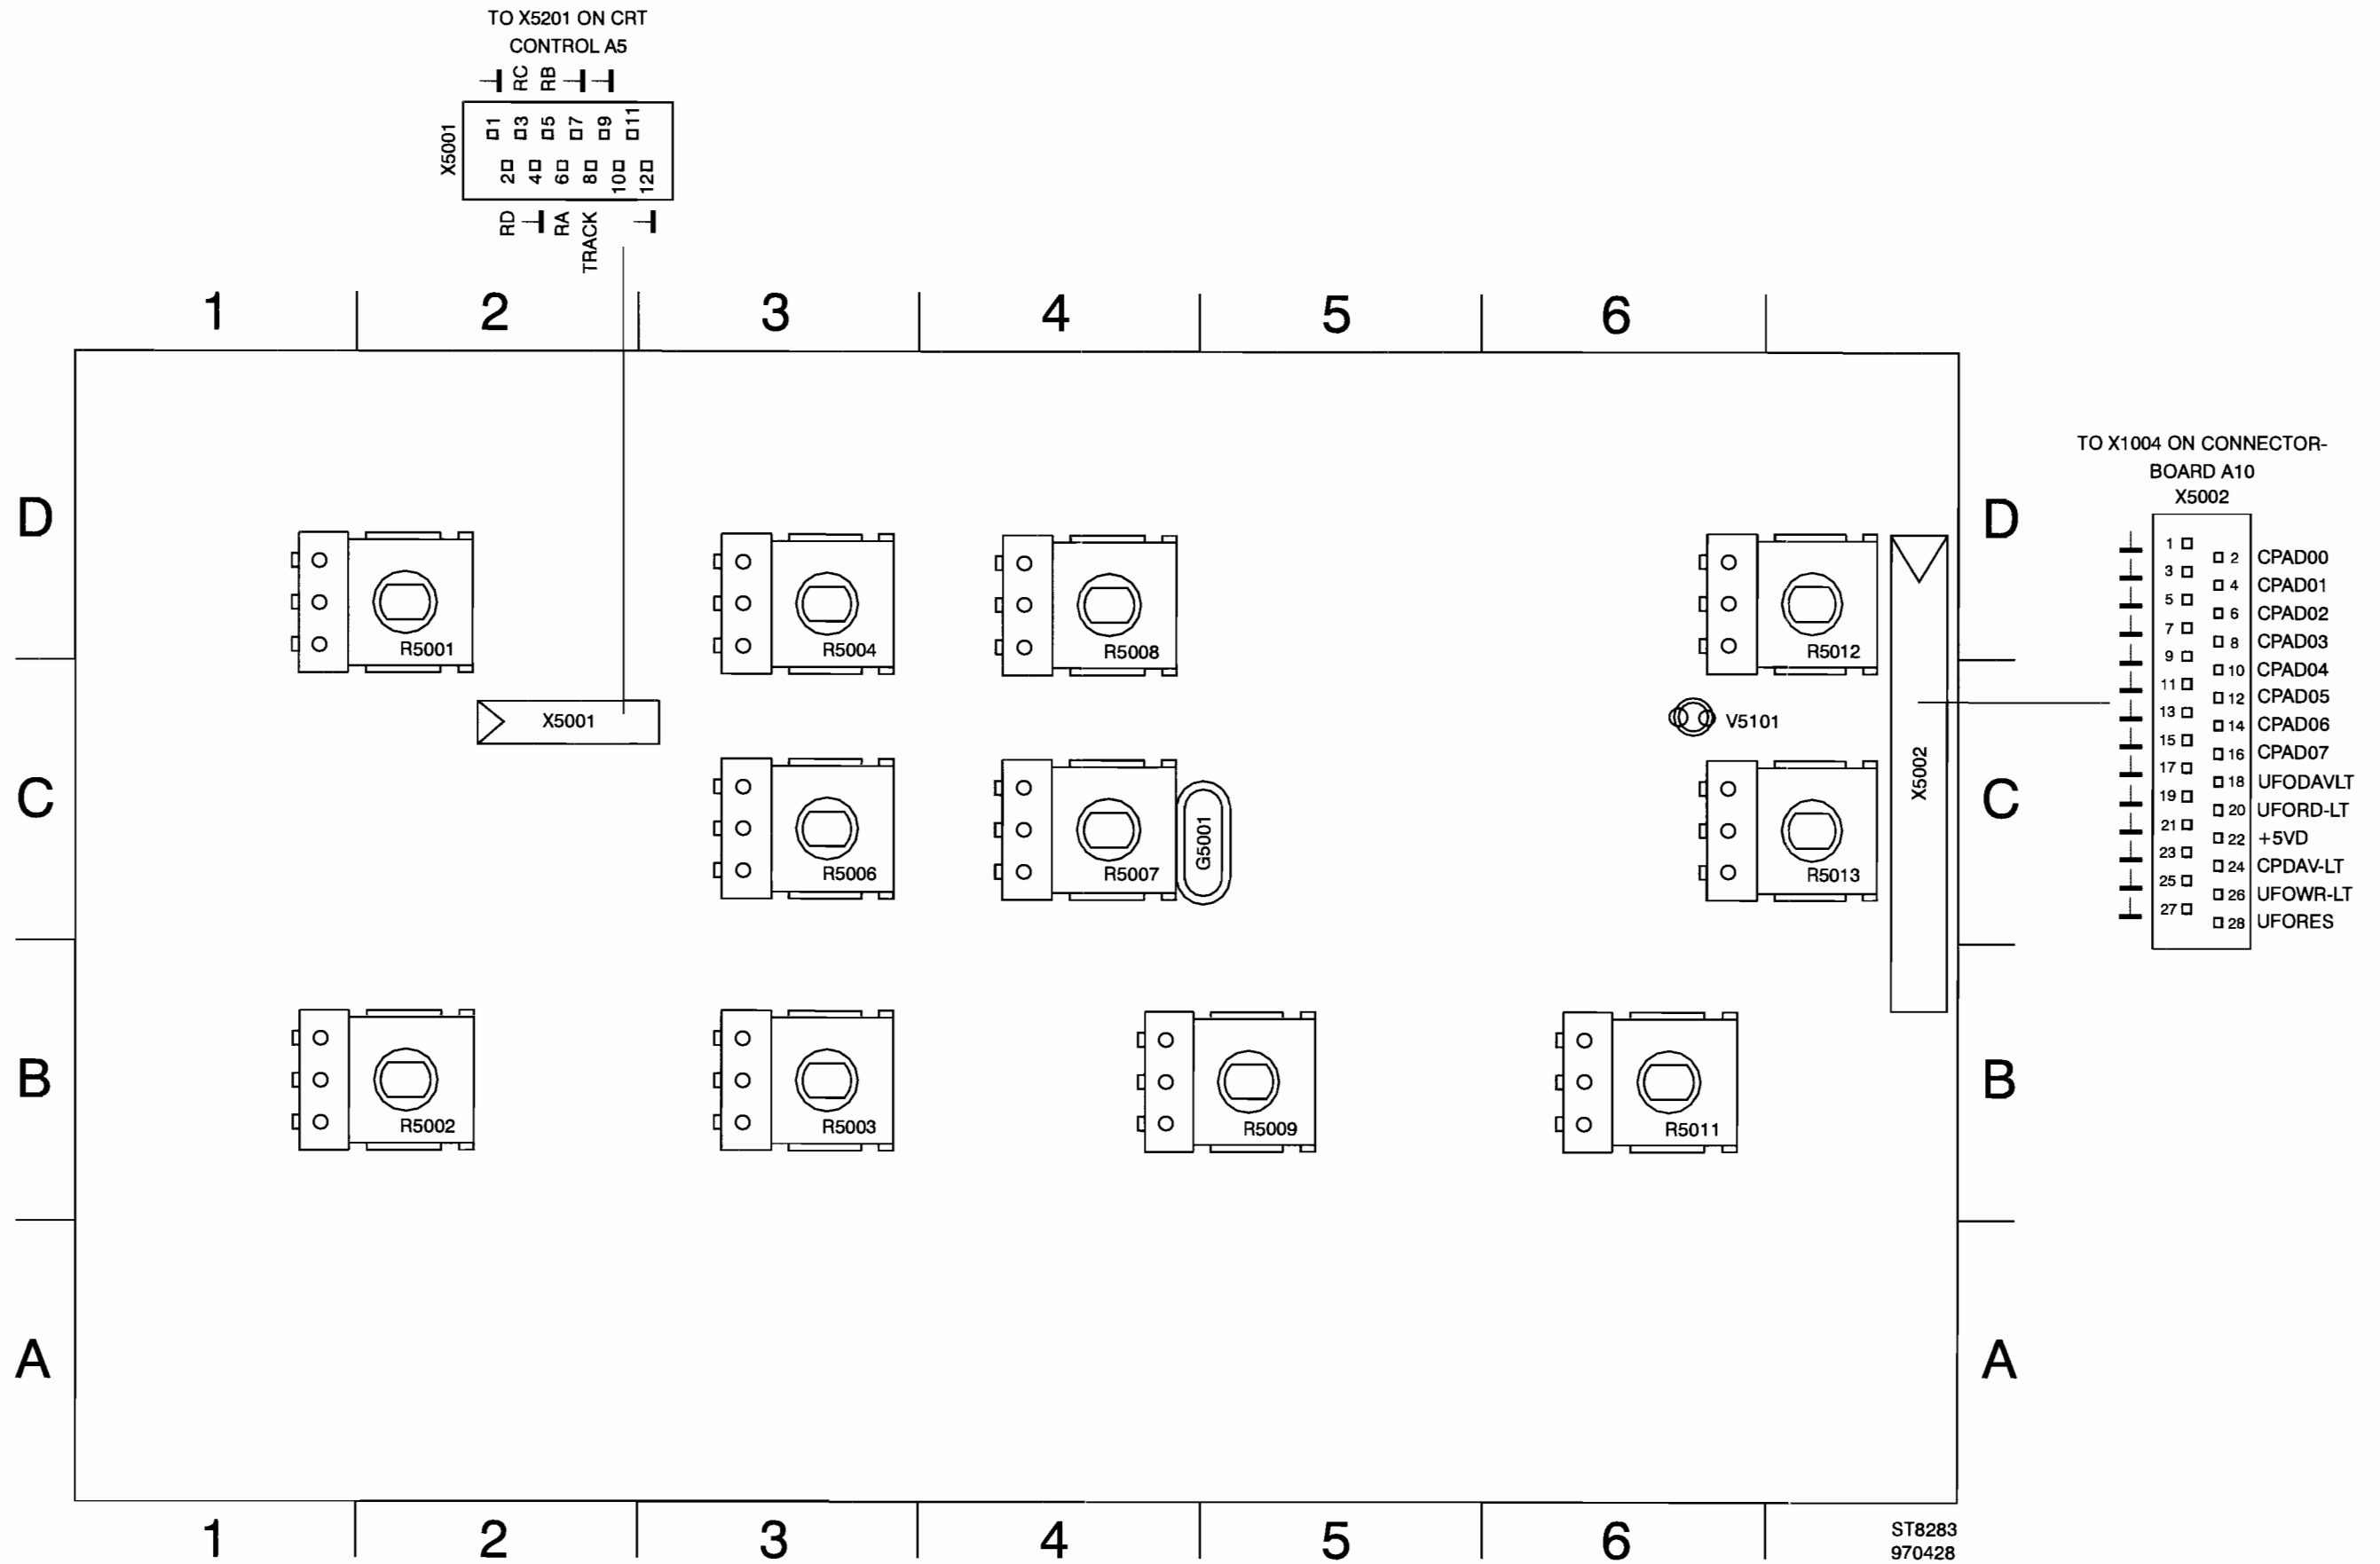 TO X5201 ON CRT
CONTROL A5
RC RB
X5001
1 3 5 7 9 11
2 4 6 8 10 12
RD RA TRACK
1 2 3 4 5 6
TO X1004 ON CONNECTOR-
BOARD A10
X5002
1
2 CPAD00
3
4 CPAD01
5
6 CPAD02
7
8 CPAD03
9
10 CPAD04
11
12 CPAD05
13
14 CPAD06
15
16 CPAD07
17
18 UFODAVLT
19
20 UFORD-LT
21
22 +5VD
23
24 CPDAV-LT
25
26 UFOWR-LT
27
28 UFORES
D D
R5001 R5004 R5008 R5012
X5001 V5101
X5002
C C
G5001
R5006 R5007 R5013
B B
R5002 R5003 R5009 R5011
A A
1 2 3 4 5 6
ST8283
970428